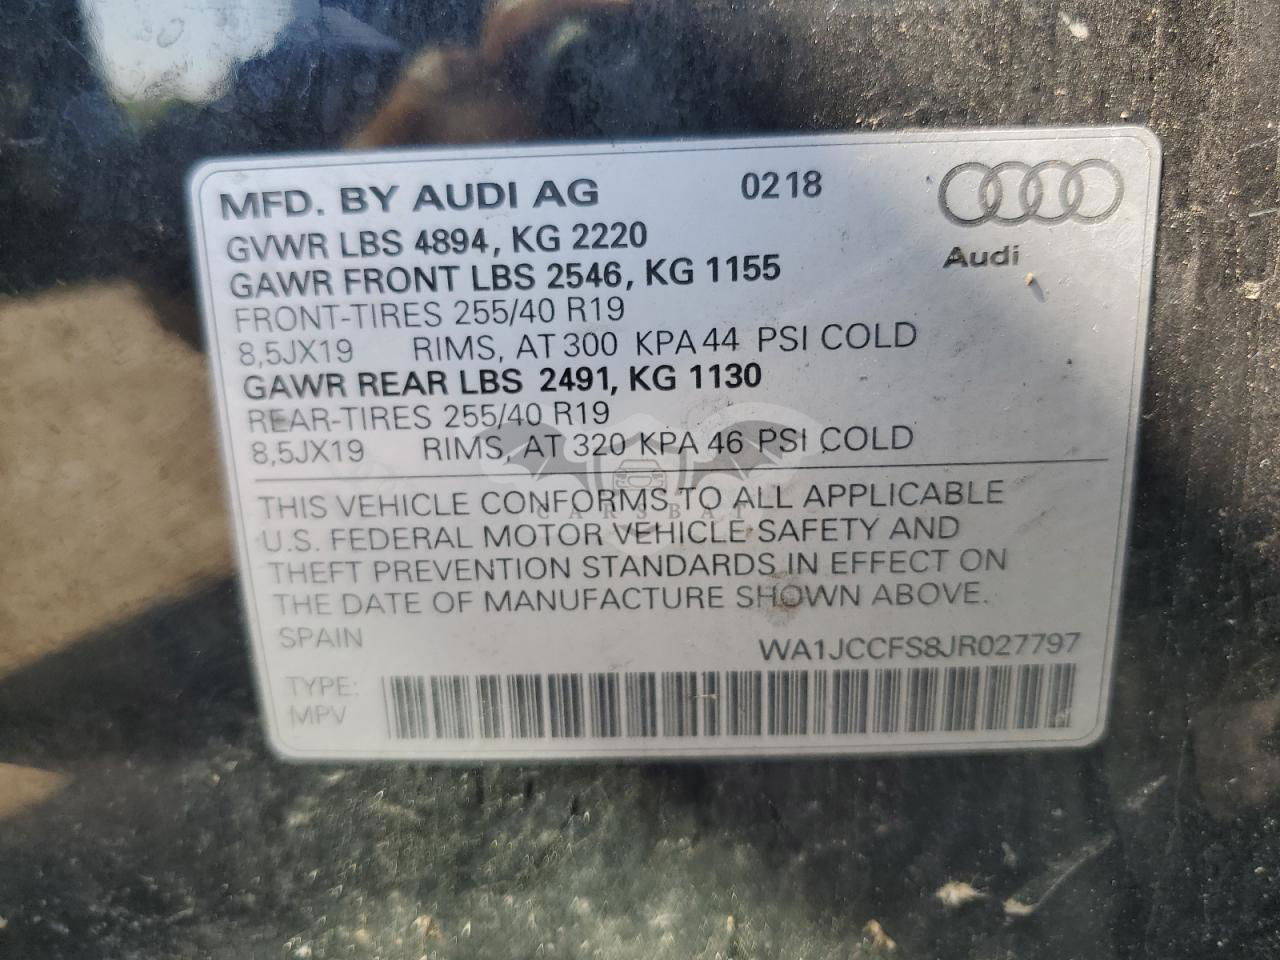 MFD. BY AUDI AG 0218
Audi
GVWR LBS 4894, KG 2220
GAWR FRONT LBS 2546, KG 1155
FRONT-TIRES 255/40 R19
8,5JX19 RIMS, AT 300 KPA 44 PSI COLD
GAWR REAR LBS 2491, KG 1130
REAR-TIRES 255/40 R19
8,5JX19 RIMS, AT 320 KPA 46 PSI COLD
THIS VEHICLE CONFORMS TO ALL APPLICABLE
CARSBAT
U.S. FEDERAL MOTOR VEHICLE SAFETY AND
THEFT PREVENTION STANDARDS IN EFFECT ON
THE DATE OF MANUFACTURE SHOWN ABOVE.
SPAIN WA1JCCFS8JR027797
TYPE:
MPV